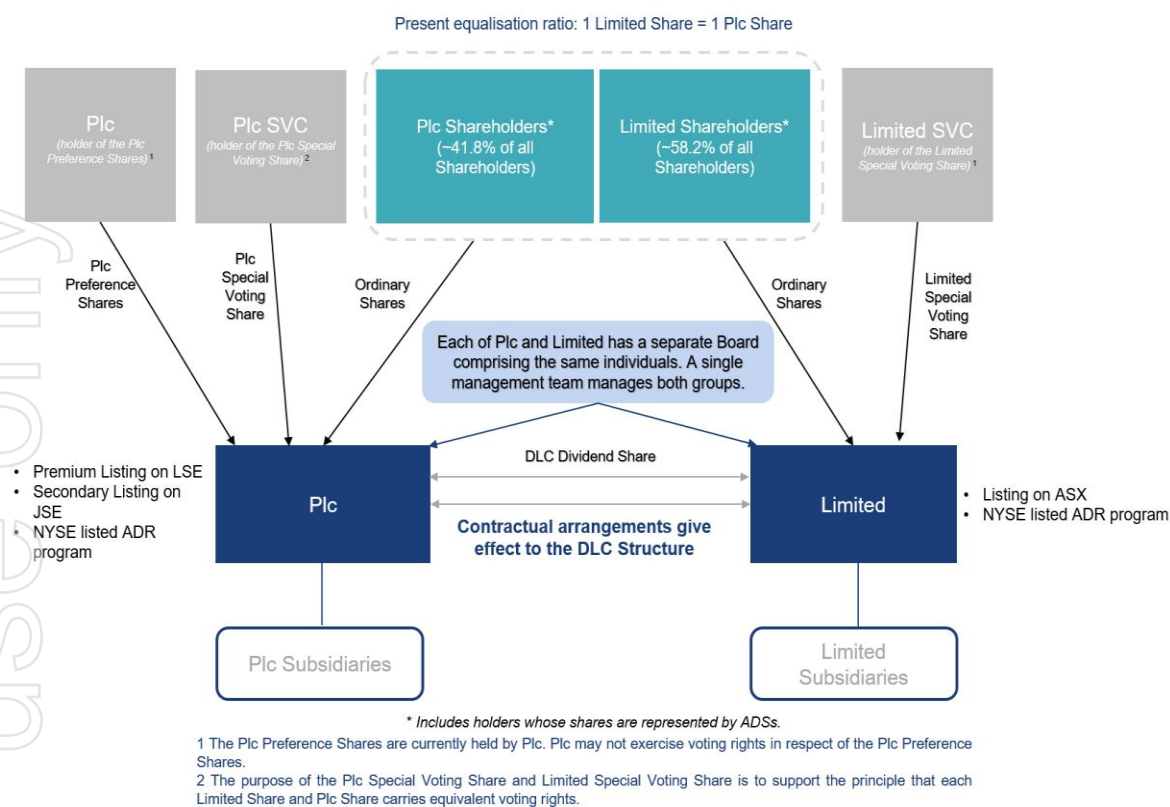 Present equalisation ratio: 1 Limited Share = 1 Plc Share
Plc
(holder of the Plc
Preference Shares) 1
Plc SVC
(holder of the Plc Special
Voting Share) 2
Plc Shareholders*
(~41.8% of all
Shareholders)
Limited Shareholders*
(~58.2% of all
Shareholders)
Limited SVC
(holder of the Limited
Special Voting Share) 1
Plc
Preference
Shares
Plc
Special
Voting
Share
Ordinary
Shares
Ordinary
Shares
Limited
Special
Voting
Share
Each of Plc and Limited has a separate Board
comprising the same individuals. A single
management team manages both groups.
• Premium Listing on LSE
• Secondary Listing on
JSE
• NYSE listed ADR
program
Plc
DLC Dividend Share
Contractual arrangements give
effect to the DLC Structure
Limited
• Listing on ASX
• NYSE listed ADR program
Plc Subsidiaries
Limited
Subsidiaries
* Includes holders whose shares are represented by ADSs.
1 The Plc Preference Shares are currently held by Plc. Plc may not exercise voting rights in respect of the Plc Preference
Shares.
2 The purpose of the Plc Special Voting Share and Limited Special Voting Share is to support the principle that each
Limited Share and Plc Share carries equivalent voting rights.
use only